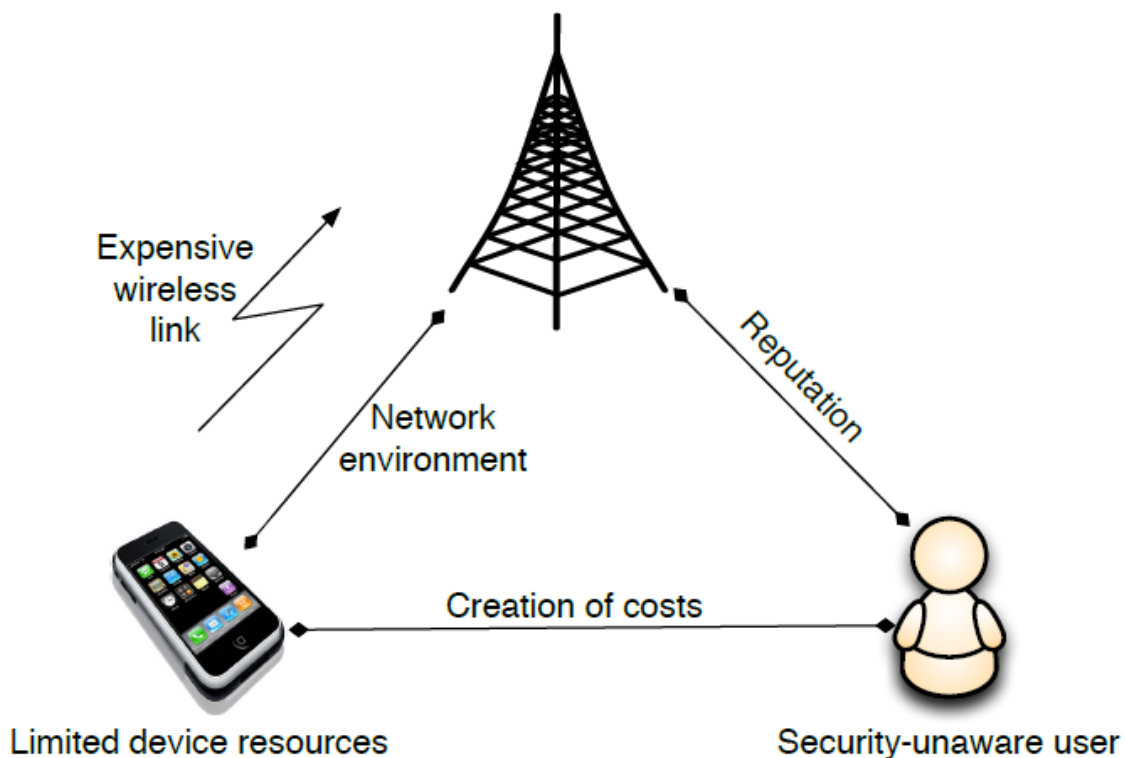 Expensive
wireless
link
Reputation
Network
environment
Creation of costs
Limited device resources
Security-unaware user